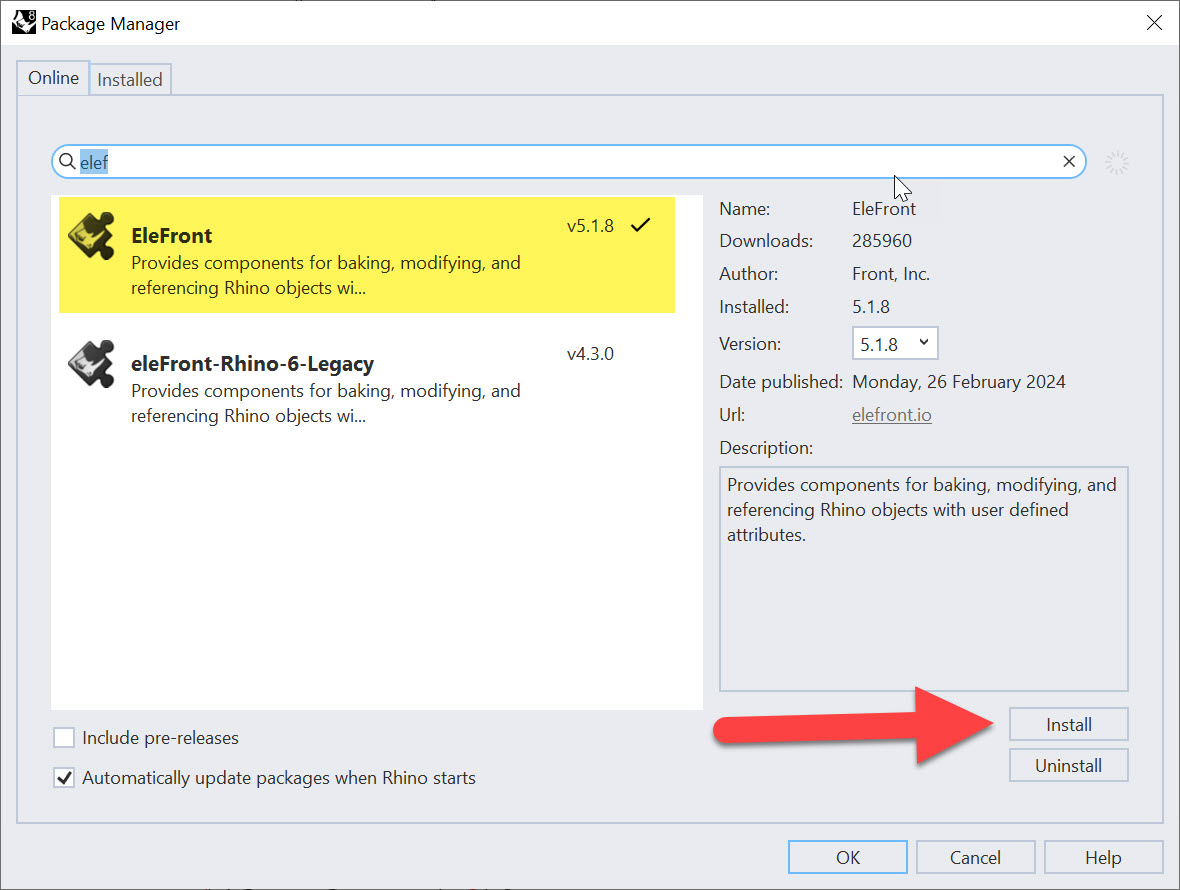 8
Package Manager
Online
Installed
elef
EleFront
v5.1.8
Provides components for baking, modifying, and
referencing Rhino objects wi...
eleFront-Rhino-6-Legacy
v4.3.0
Provides components for baking, modifying, and
referencing Rhino objects wi...
Name: EleFront
Downloads: 285960
Author: Front, Inc.
Installed: 5.1.8
Version: 5.1.8
Date published: Monday, 26 February 2024
Url: elefront.io
Description:
Provides components for baking, modifying, and
referencing Rhino objects with user defined
attributes.
Include pre-releases
Automatically update packages when Rhino starts
Install
Uninstall
OK
Cancel
Help